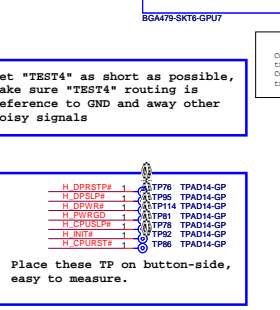 BGA479-SKT6-GPU7
et "TEST4" as short as possible,
ake sure "TEST4" routing is
eference to GND and away other
oisy signals
H_DPRSTP# 1 TP76 TPAD14-GP
H_DPSLP# 1 TP95 TPAD14-GP
H_DPWR# 1 TP114 TPAD14-GP
H_PWRGD 1 TP81 TPAD14-GP
H_CPUSLP# 1 TP78 TPAD14-GP
H_INIT# 1 TP92 TPAD14-GP
H_CPURST# 1 TP86 TPAD14-GP
Place these TP on button-side,
easy to measure.